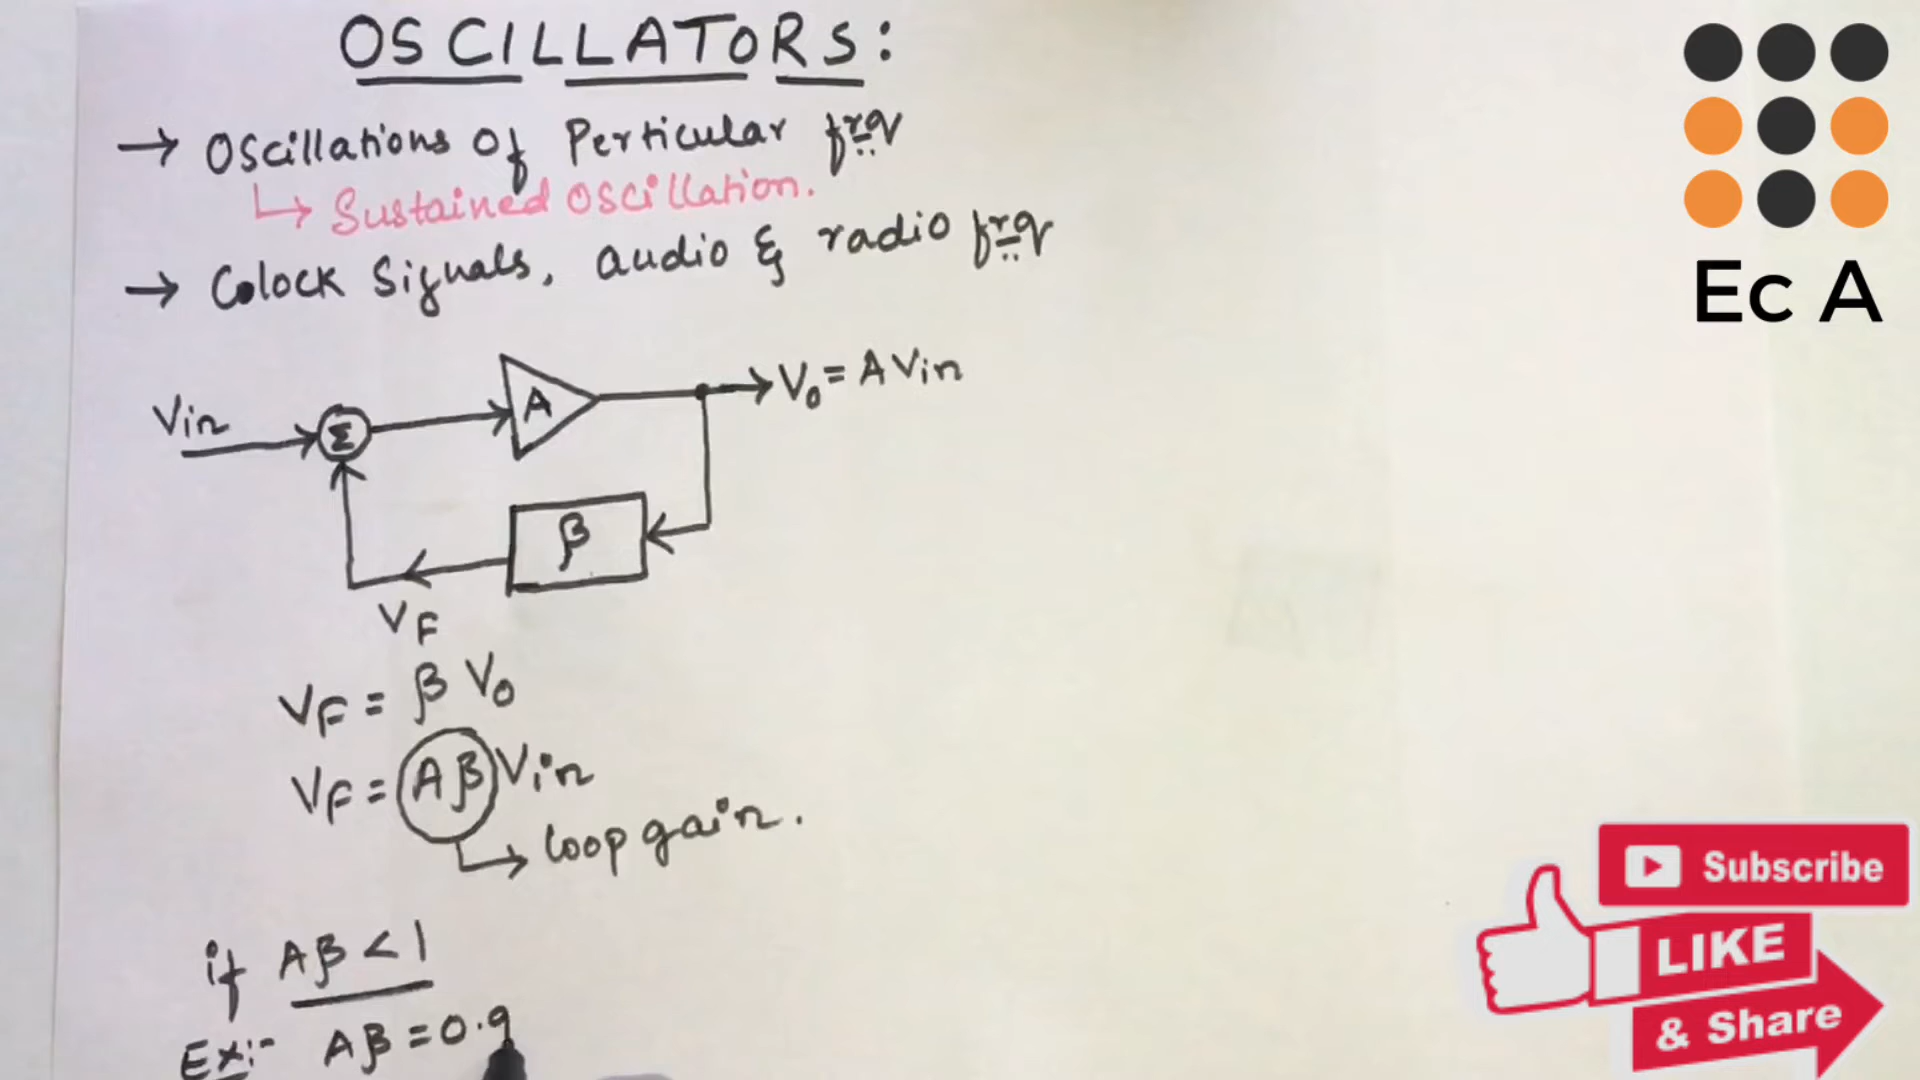 OSCILLATORS:
→ Oscillations of Perticular frq
↳ Sustained oscillation.
→ Colock Signals, audio & radio frq
Vin
Σ
A
V₀ = A Vin
β
VF
VF = β V₀
VF = Aβ Vin
↳ loop gain.
if Aβ < 1
Ex:- Aβ = 0.9
Ec A
Subscribe
LIKE
& Share